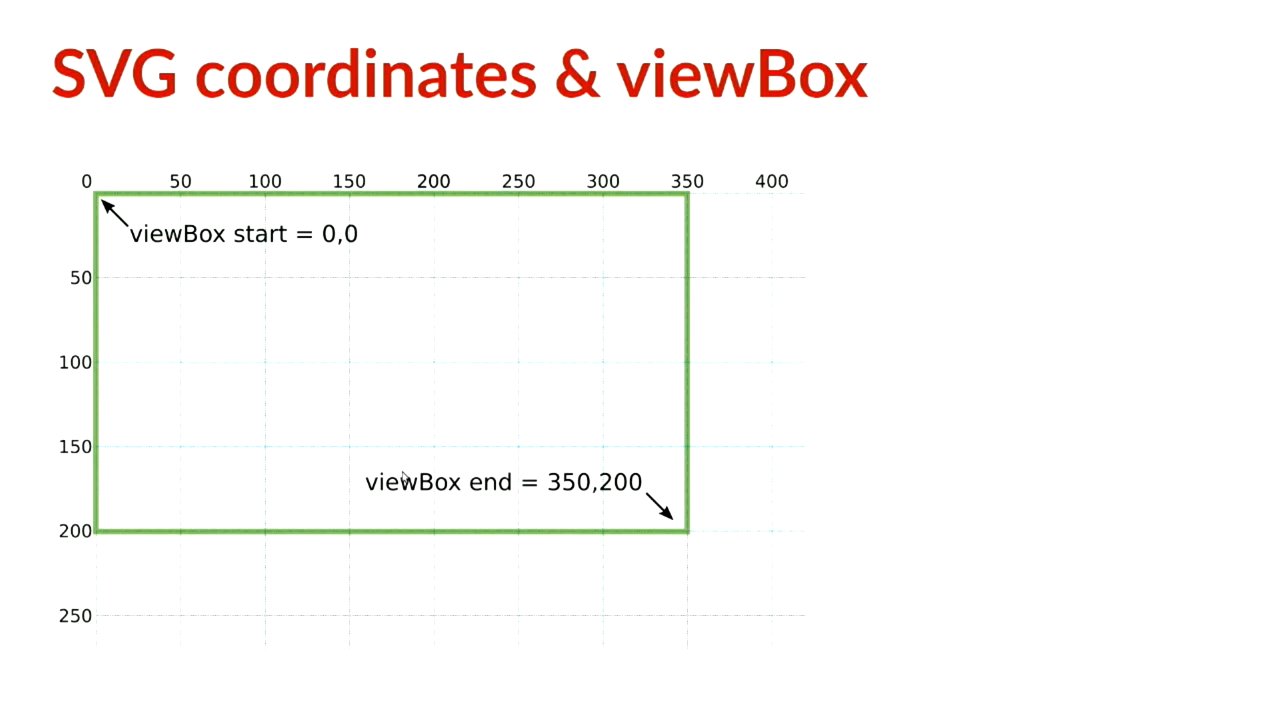 SVG coordinates & viewBox
0 50 100 150 200 250 300 350 400
viewBox start = 0,0
50
100
150
viewBox end = 350,200
200
250